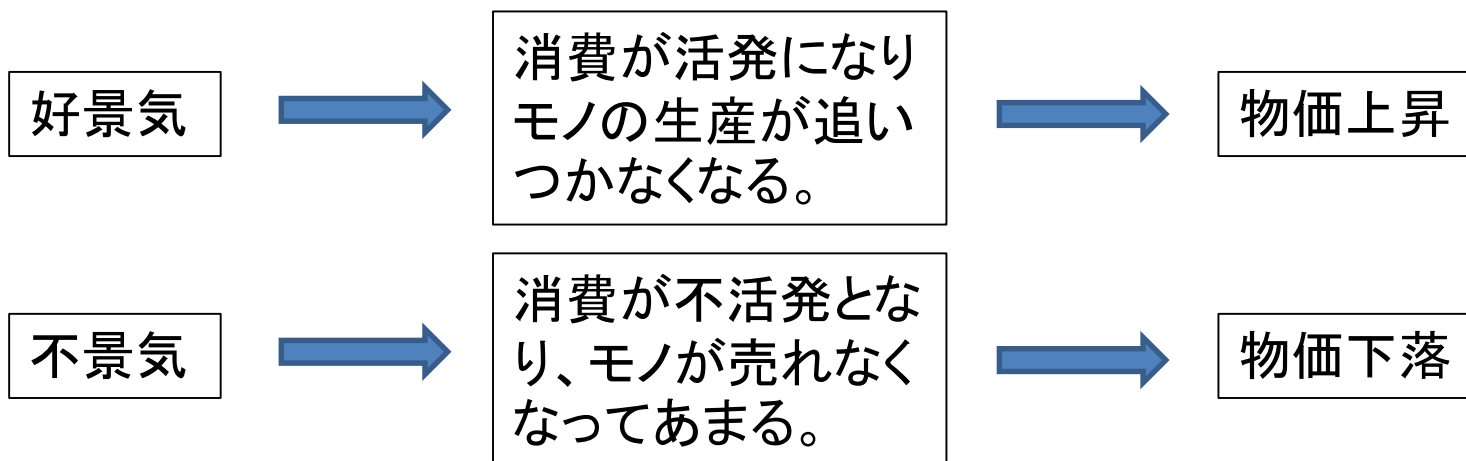 好景気
消費が活発になり
モノの生産が追い
つかなくなる。
物価上昇
不景気
消費が不活発とな
り、モノが売れなく
なってあまる。
物価下落